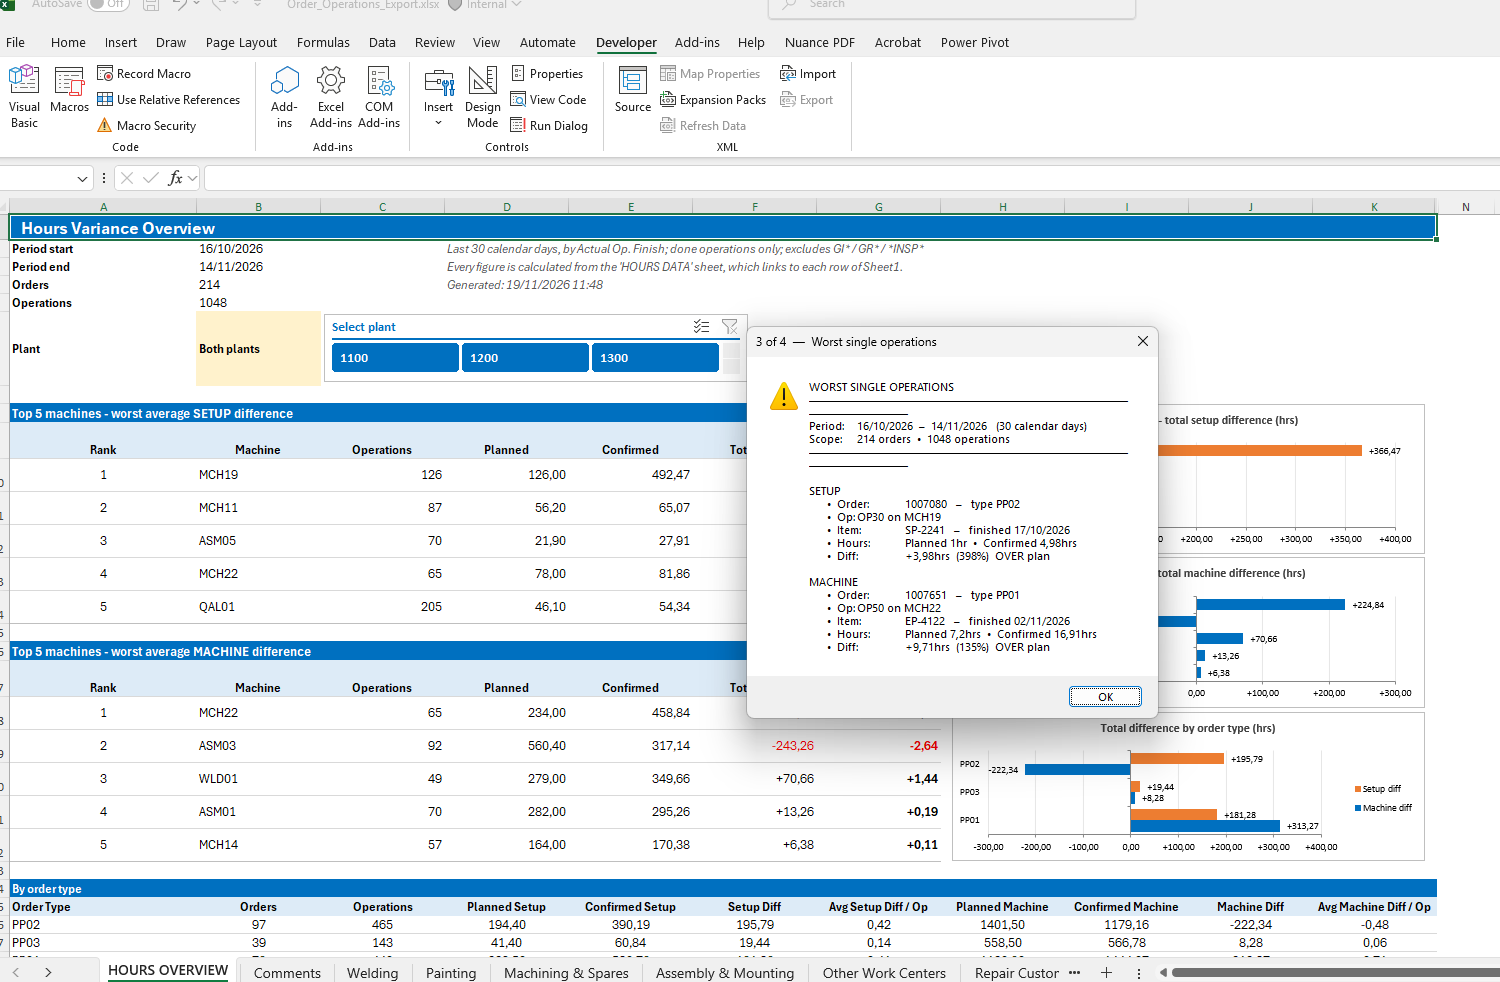 AutoSave Off Order_Operations_Export.xlsx Internal Search
File Home Insert Draw Page Layout Formulas Data Review View Automate Developer Add-ins Help Nuance PDF Acrobat Power Pivot
Visual Basic
Macros
Record Macro
Use Relative References
Macro Security
Code
Add-ins
Excel Add-ins
COM Add-ins
Add-ins
Insert
Design Mode
Properties
View Code
Run Dialog
Controls
Source
Map Properties
Expansion Packs
Refresh Data
Import
Export
XML
fx
A B C D E F G H I J K N
Hours Variance Overview
Period start 16/10/2026 Last 30 calendar days, by Actual Op. Finish; done operations only; excludes GI* / GR* / *INSP*
Period end 14/11/2026 Every figure is calculated from the 'HOURS DATA' sheet, which links to each row of Sheet1.
Orders 214 Generated: 19/11/2026 11:48
Operations 1048
Plant Both plants
Select plant
1100 1200 1300
Top 5 machines - worst average SETUP difference
Rank Machine Operations Planned Confirmed Tot
1 MCH19 126 126,00 492,47
2 MCH11 87 56,20 65,07
3 ASM05 70 21,90 27,91
4 MCH22 65 78,00 81,86
5 QAL01 205 46,10 54,34
Top 5 machines - worst average MACHINE difference
Rank Machine Operations Planned Confirmed Tot
1 MCH22 65 234,00 458,84
2 ASM03 92 560,40 317,14 -243,26 -2,64
3 WLD01 49 279,00 349,66 +70,66 +1,44
4 ASM01 70 282,00 295,26 +13,26 +0,19
5 MCH14 57 164,00 170,38 +6,38 +0,11
3 of 4 — Worst single operations
WORST SINGLE OPERATIONS
Period: 16/10/2026 – 14/11/2026 (30 calendar days)
Scope: 214 orders • 1048 operations
SETUP
• Order: 1007080 – type PP02
• Op: OP30 on MCH19
• Item: SP-2241 – finished 17/10/2026
• Hours: Planned 1hr • Confirmed 4,98hrs
• Diff: +3,98hrs (398%) OVER plan
MACHINE
• Order: 1007651 – type PP01
• Op: OP50 on MCH22
• Item: EP-4122 – finished 02/11/2026
• Hours: Planned 7,2hrs • Confirmed 16,91hrs
• Diff: +9,71hrs (135%) OVER plan
OK
- total setup difference (hrs)
+366,47
+200,00 +250,00 +300,00 +350,00 +400,00
total machine difference (hrs)
+224,84
+70,66
+13,26
+6,38
0,00 +100,00 +200,00 +300,00
Total difference by order type (hrs)
PP02 +195,79
-222,34
PP03 +19,44
+8,28
PP01 +181,28
+313,27
Setup diff
Machine diff
-300,00 -200,00 -100,00 0,00 +100,00 +200,00 +300,00 +400,00
By order type
Order Type Orders Operations Planned Setup Confirmed Setup Setup Diff Avg Setup Diff / Op Planned Machine Confirmed Machine Machine Diff Avg Machine Diff / Op
PP02 97 465 194,40 390,19 195,79 0,42 1401,50 1179,16 -222,34 -0,48
PP03 39 143 41,40 60,84 19,44 0,14 558,50 566,78 8,28 0,06
HOURS OVERVIEW Comments Welding Painting Machining & Spares Assembly & Mounting Other Work Centers Repair Custor